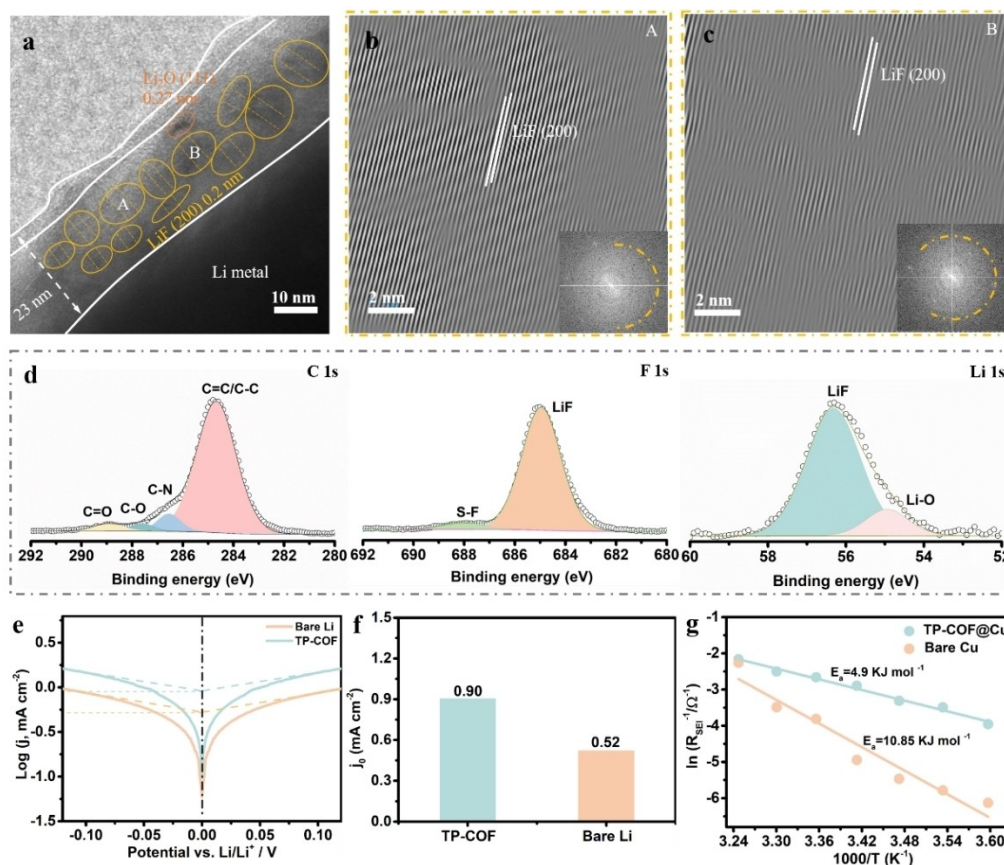 a
Li2O (111)
0.27 nm
B
A
LiF (200) 0.2 nm
Li metal
23 nm
10 nm
b
A
LiF (200)
2 nm
c
B
LiF (200)
2 nm
d
C 1s
C=C/C-C
C-N
C-O
C=O
292 290 288 286 284 282 280
Binding energy (eV)
F 1s
LiF
S-F
692 688 685 682 680
Binding energy (eV)
Li 1s
LiF
Li-O
60 58 56 54 52
Binding energy (eV)
e
Bare Li
TP-COF
Log (j, mA cm-2)
0.5
0.0
-0.5
-1.0
-1.5
-0.10 -0.05 0.00 0.05 0.10
Potential vs. Li/Li+ / V
f
j0 (mA cm-2)
1.5
1.2
0.9
0.6
0.3
0.0
0.90
0.52
TP-COF Bare Li
g
TP-COF@Cu
Bare Cu
Ea=4.9 KJ mol -1
Ea=10.85 KJ mol -1
ln (RSEI-1/Ω-1)
-1
-2
-3
-4
-5
-6
3.24 3.30 3.36 3.42 3.48 3.54 3.60
1000/T (K-1)